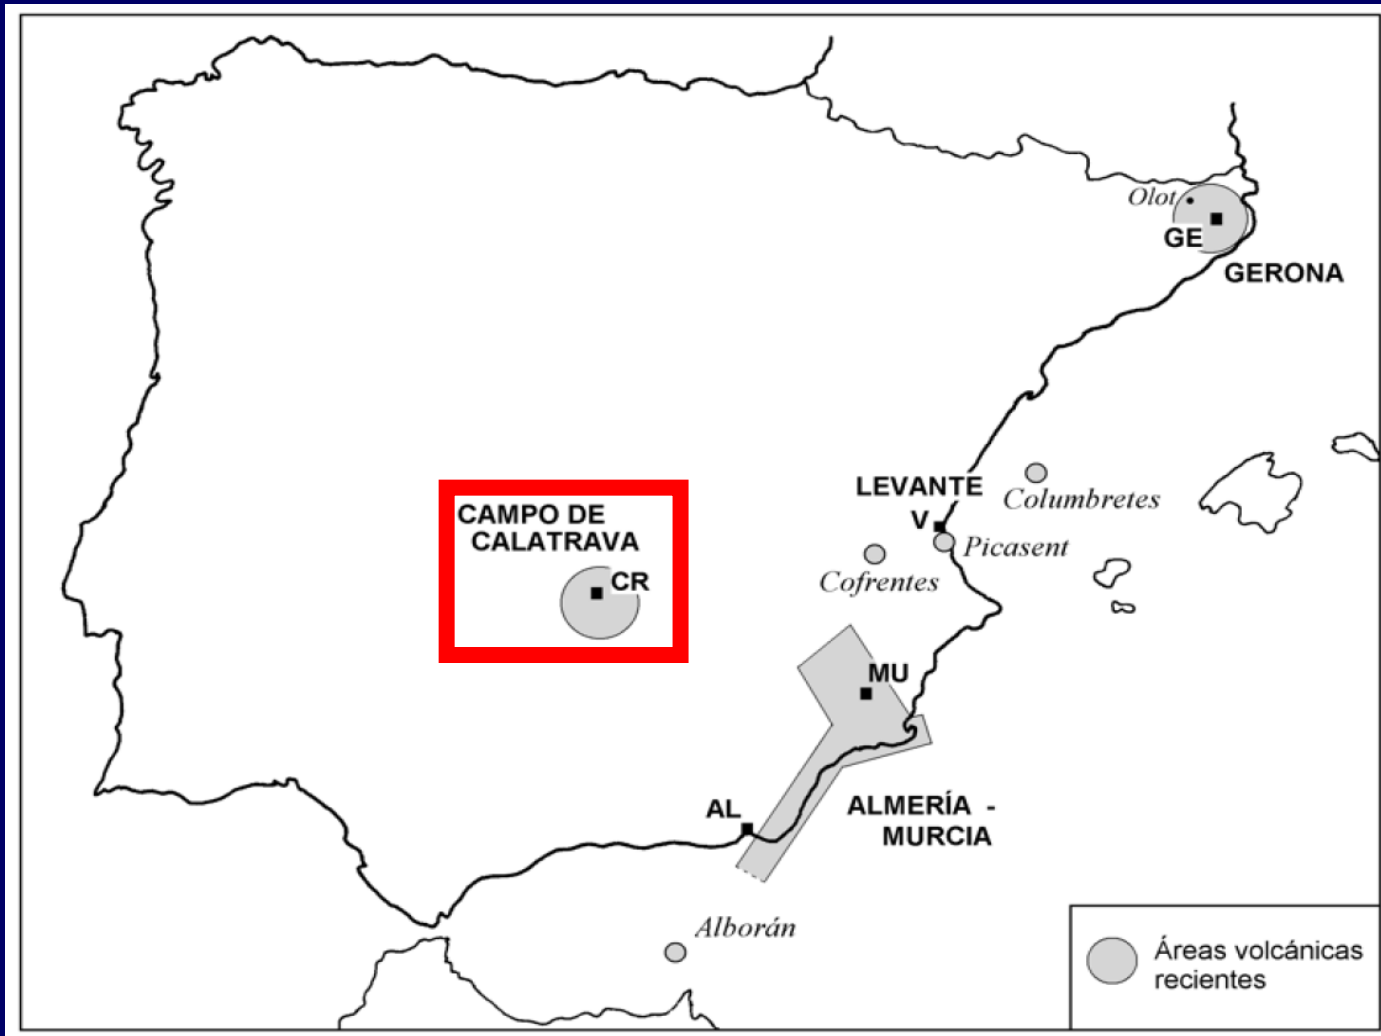 Olot
GE
GERONA
LEVANTE
V
Columbretes
Picasent
Cofrentes
CAMPO DE
CALATRAVA
CR
MU
AL
ALMERÍA -
MURCIA
Alborán
Áreas volcánicas
recientes